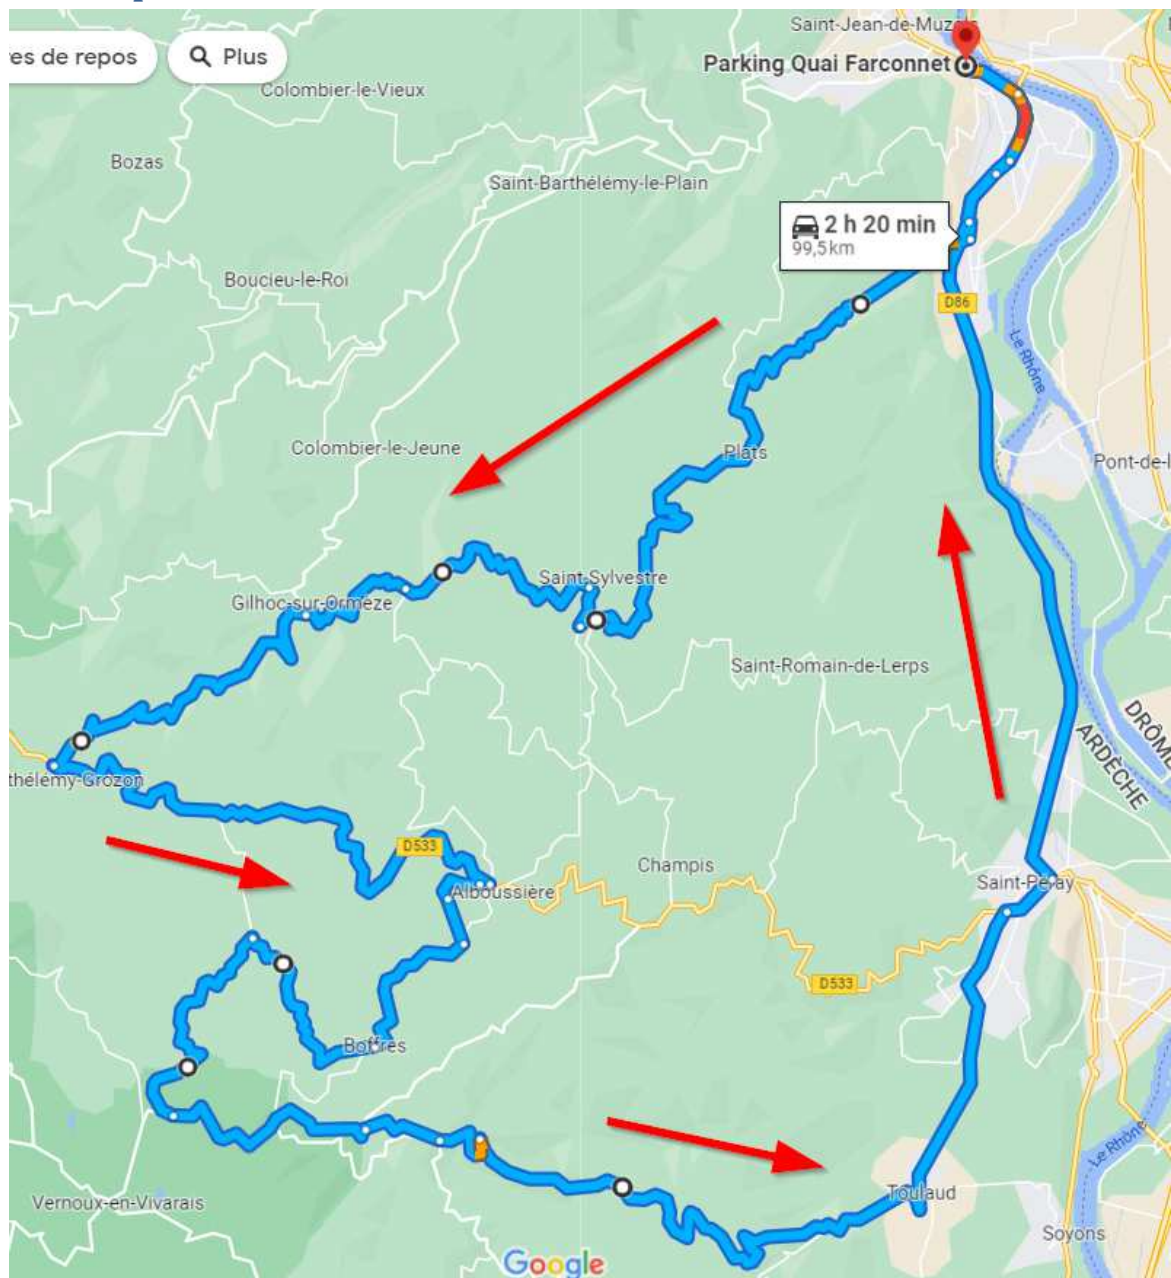 Saint-Jean-de-Muzols
res de repos
Plus
Parking Quai Farconnet
Colombier-le-Vieux
Bozas
Saint-Barthélémy-le-Plain
2 h 20 min
99,5 km
Boucieu-le-Roi
D86
Le Rhône
Colombier-le-Jeune
Plats
Pont-de-l
Saint-Sylvestre
Gilhoc-sur-Ormèze
Saint-Romain-de-Lerps
DRÔME
ARDÈCHE
thélémy-Grozon
D533
Champis
Saint-Péray
Alboussière
D533
Boffres
Le Rhône
Toulaud
Vernoux-en-Vivarais
Soyons
Google